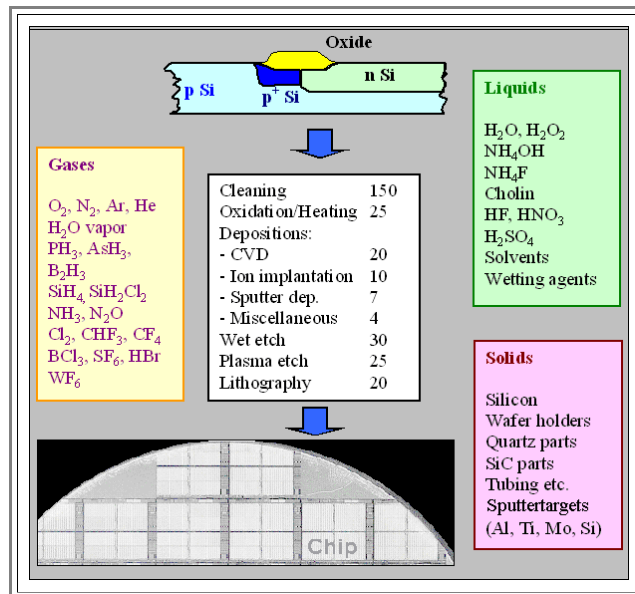 Oxide
p Si
p⁺ Si
n Si
Gases
O₂, N₂, Ar, He
H₂O vapor
PH₃, AsH₃,
B₂H₃
SiH₄, SiH₂Cl₂
NH₃, N₂O
Cl₂, CHF₃, CF₄
BCl₃, SF₆, HBr
WF₆
Cleaning 150
Oxidation/Heating 25
Depositions:
- CVD 20
- Ion implantation 10
- Sputter dep. 7
- Miscellaneous 4
Wet etch 30
Plasma etch 25
Lithography 20
Liquids
H₂O, H₂O₂
NH₄OH
NH₄F
Cholin
HF, HNO₃
H₂SO₄
Solvents
Wetting agents
Solids
Silicon
Wafer holders
Quartz parts
SiC parts
Tubing etc.
Sputtertargets
(Al, Ti, Mo, Si)
Chip